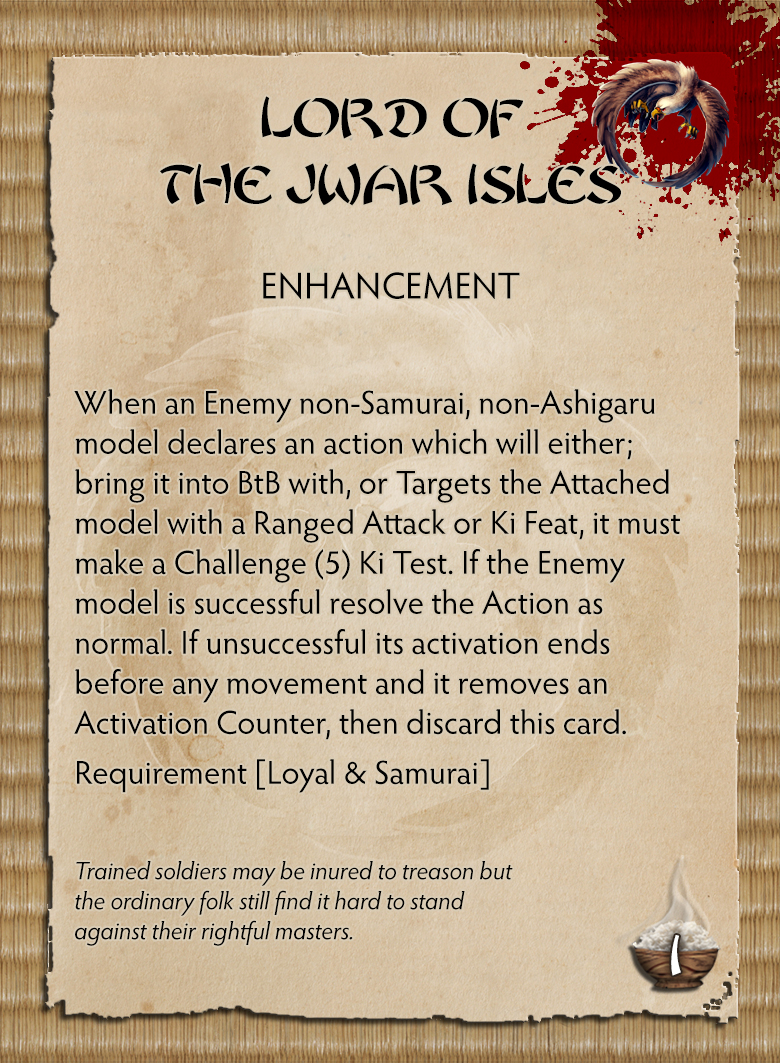 LORD OF
THE JWAR ISLES
ENHANCEMENT
When an Enemy non-Samurai, non-Ashigaru
model declares an action which will either;
bring it into BtB with, or Targets the Attached
model with a Ranged Attack or Ki Feat, it must
make a Challenge (5) Ki Test. If the Enemy
model is successful resolve the Action as
normal. If unsuccessful its activation ends
before any movement and it removes an
Activation Counter, then discard this card.
Requirement [Loyal & Samurai]
Trained soldiers may be inured to treason but
the ordinary folk still find it hard to stand
against their rightful masters.
1